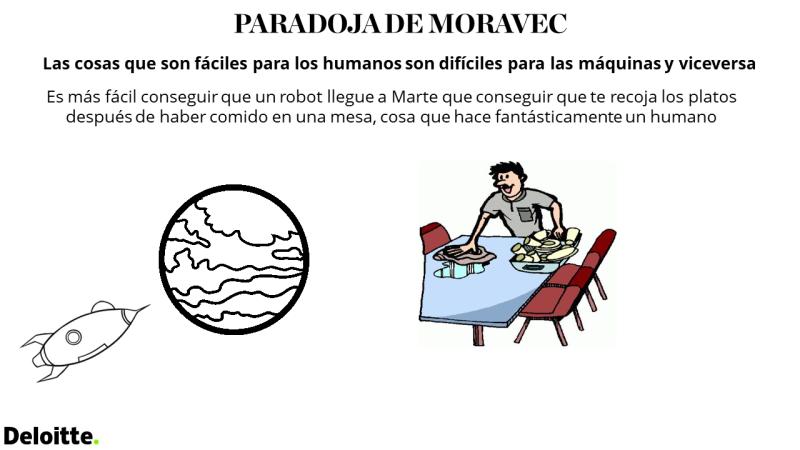 PARADOJA DE MORAVEC
Las cosas que son fáciles para los humanos son difíciles para las máquinas y viceversa
Es más fácil conseguir que un robot llegue a Marte que conseguir que te recoja los platos
después de haber comido en una mesa, cosa que hace fantásticamente un humano
Deloitte.